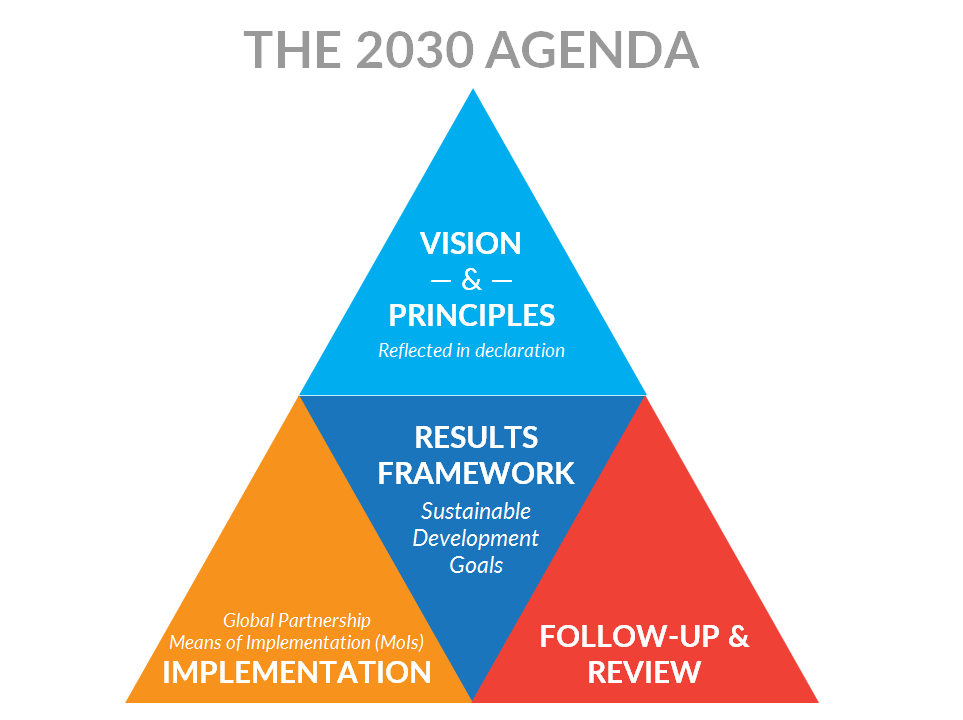 THE 2030 AGENDA
VISION
— & —
PRINCIPLES
Reflected in declaration
RESULTS
FRAMEWORK
Sustainable
Development
Goals
Global Partnership
Means of Implementation (MoIs)
IMPLEMENTATION
FOLLOW-UP &
REVIEW